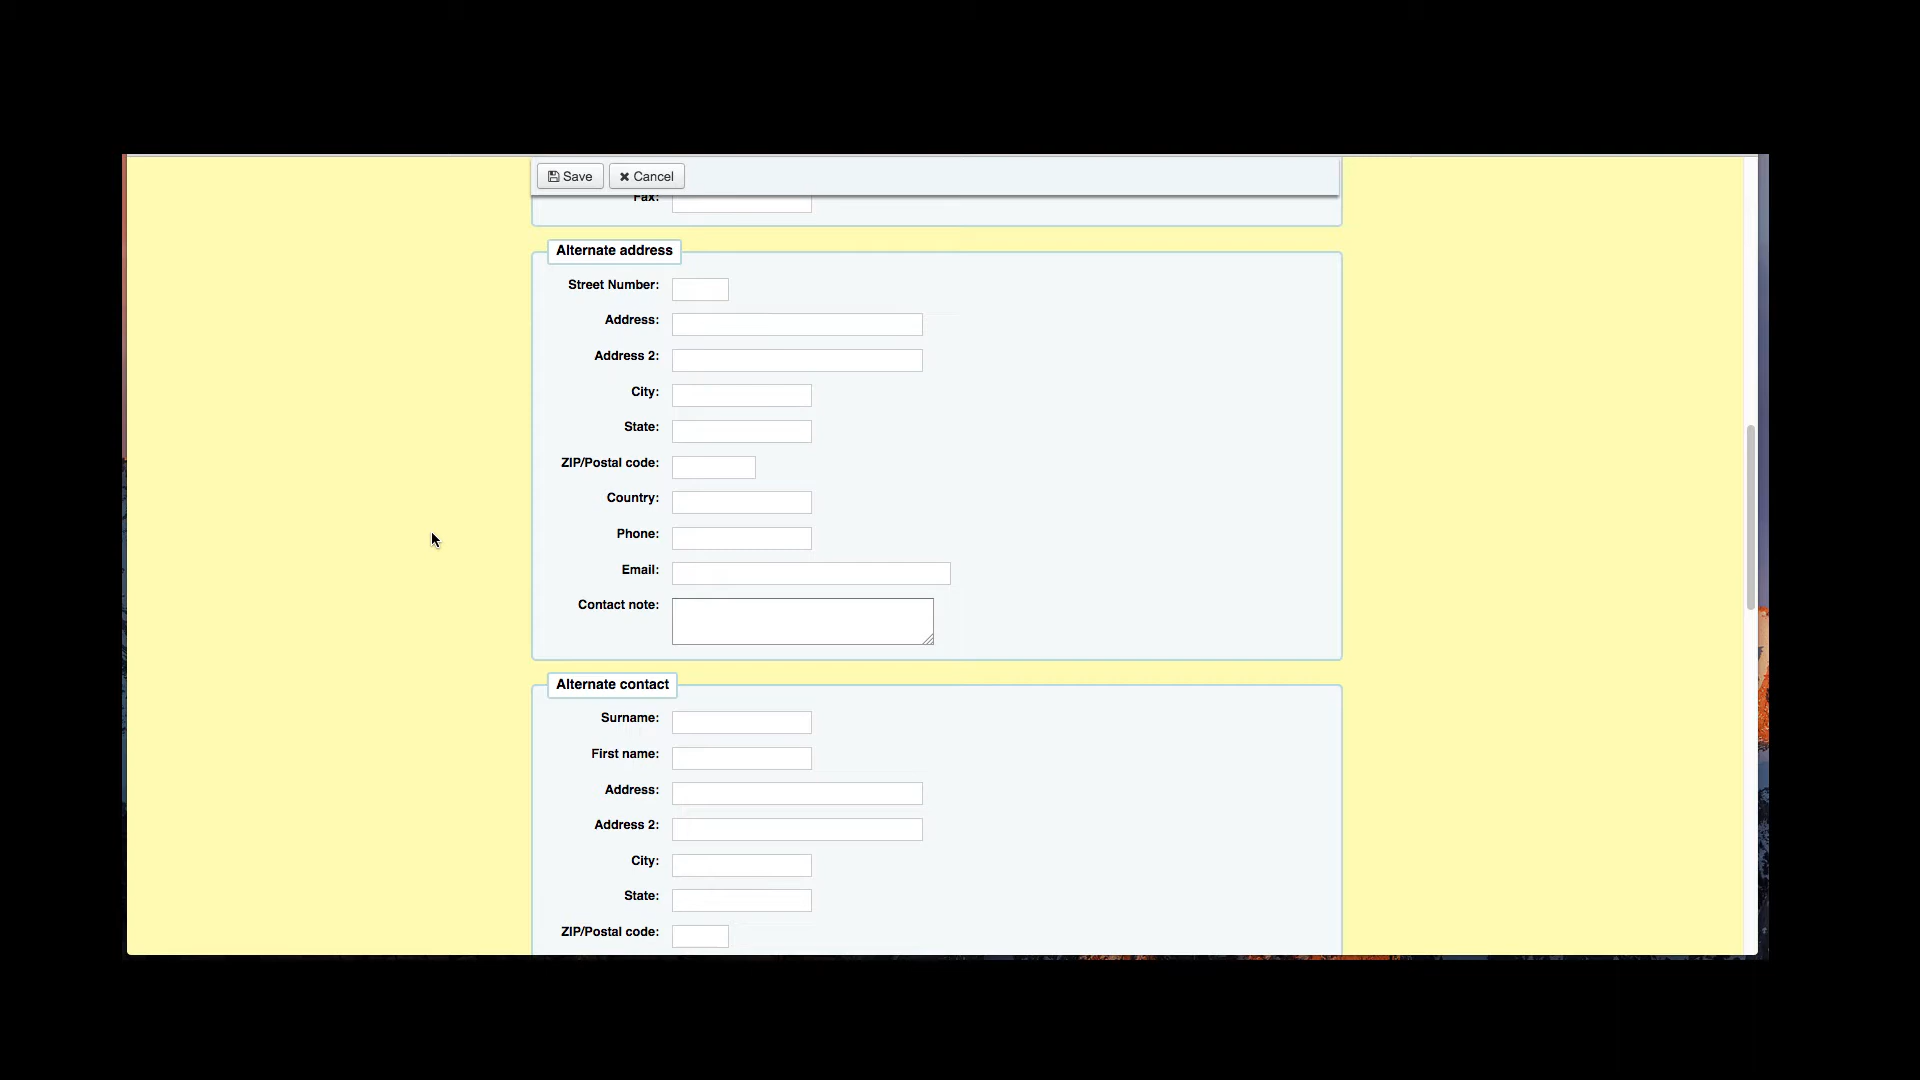 Save Cancel
Fax:
Alternate address
Street Number:
Address:
Address 2:
City:
State:
ZIP/Postal code:
Country:
Phone:
Email:
Contact note:
Alternate contact
Surname:
First name:
Address:
Address 2:
City:
State:
ZIP/Postal code: